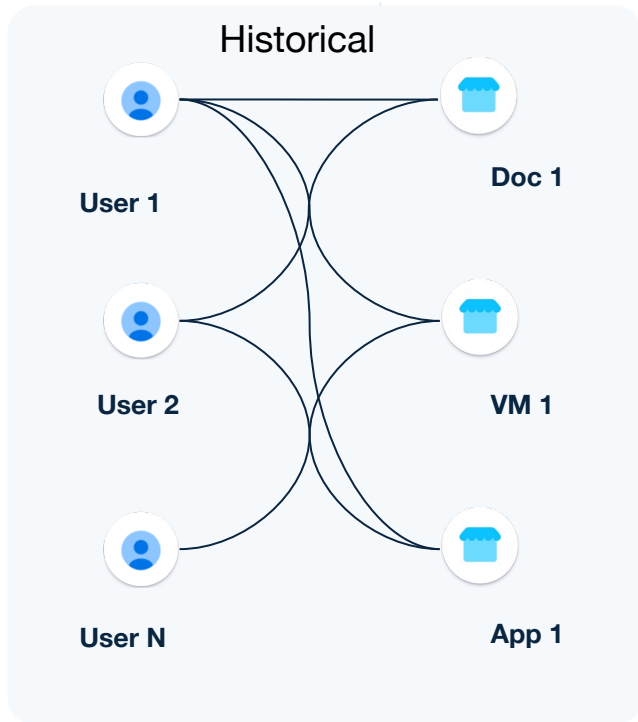 Historical
User 1
Doc 1
User 2
VM 1
User N
App 1